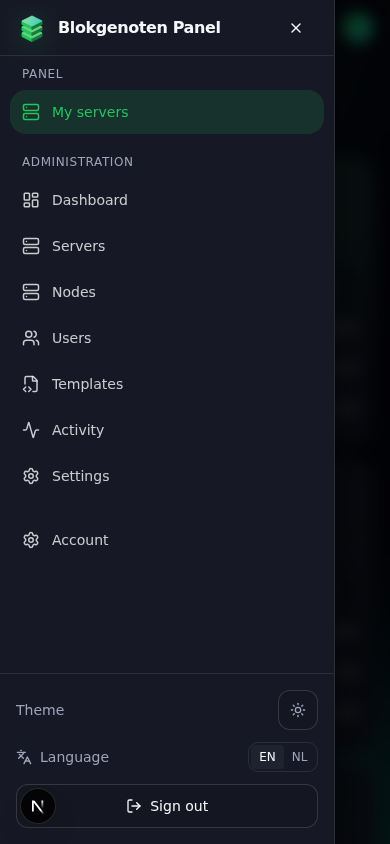 Blokgenoten Panel
PANEL
My servers
ADMINISTRATION
Dashboard
Servers
Nodes
Users
Templates
Activity
Settings
Account
Theme
Language
EN NL
N
Sign out